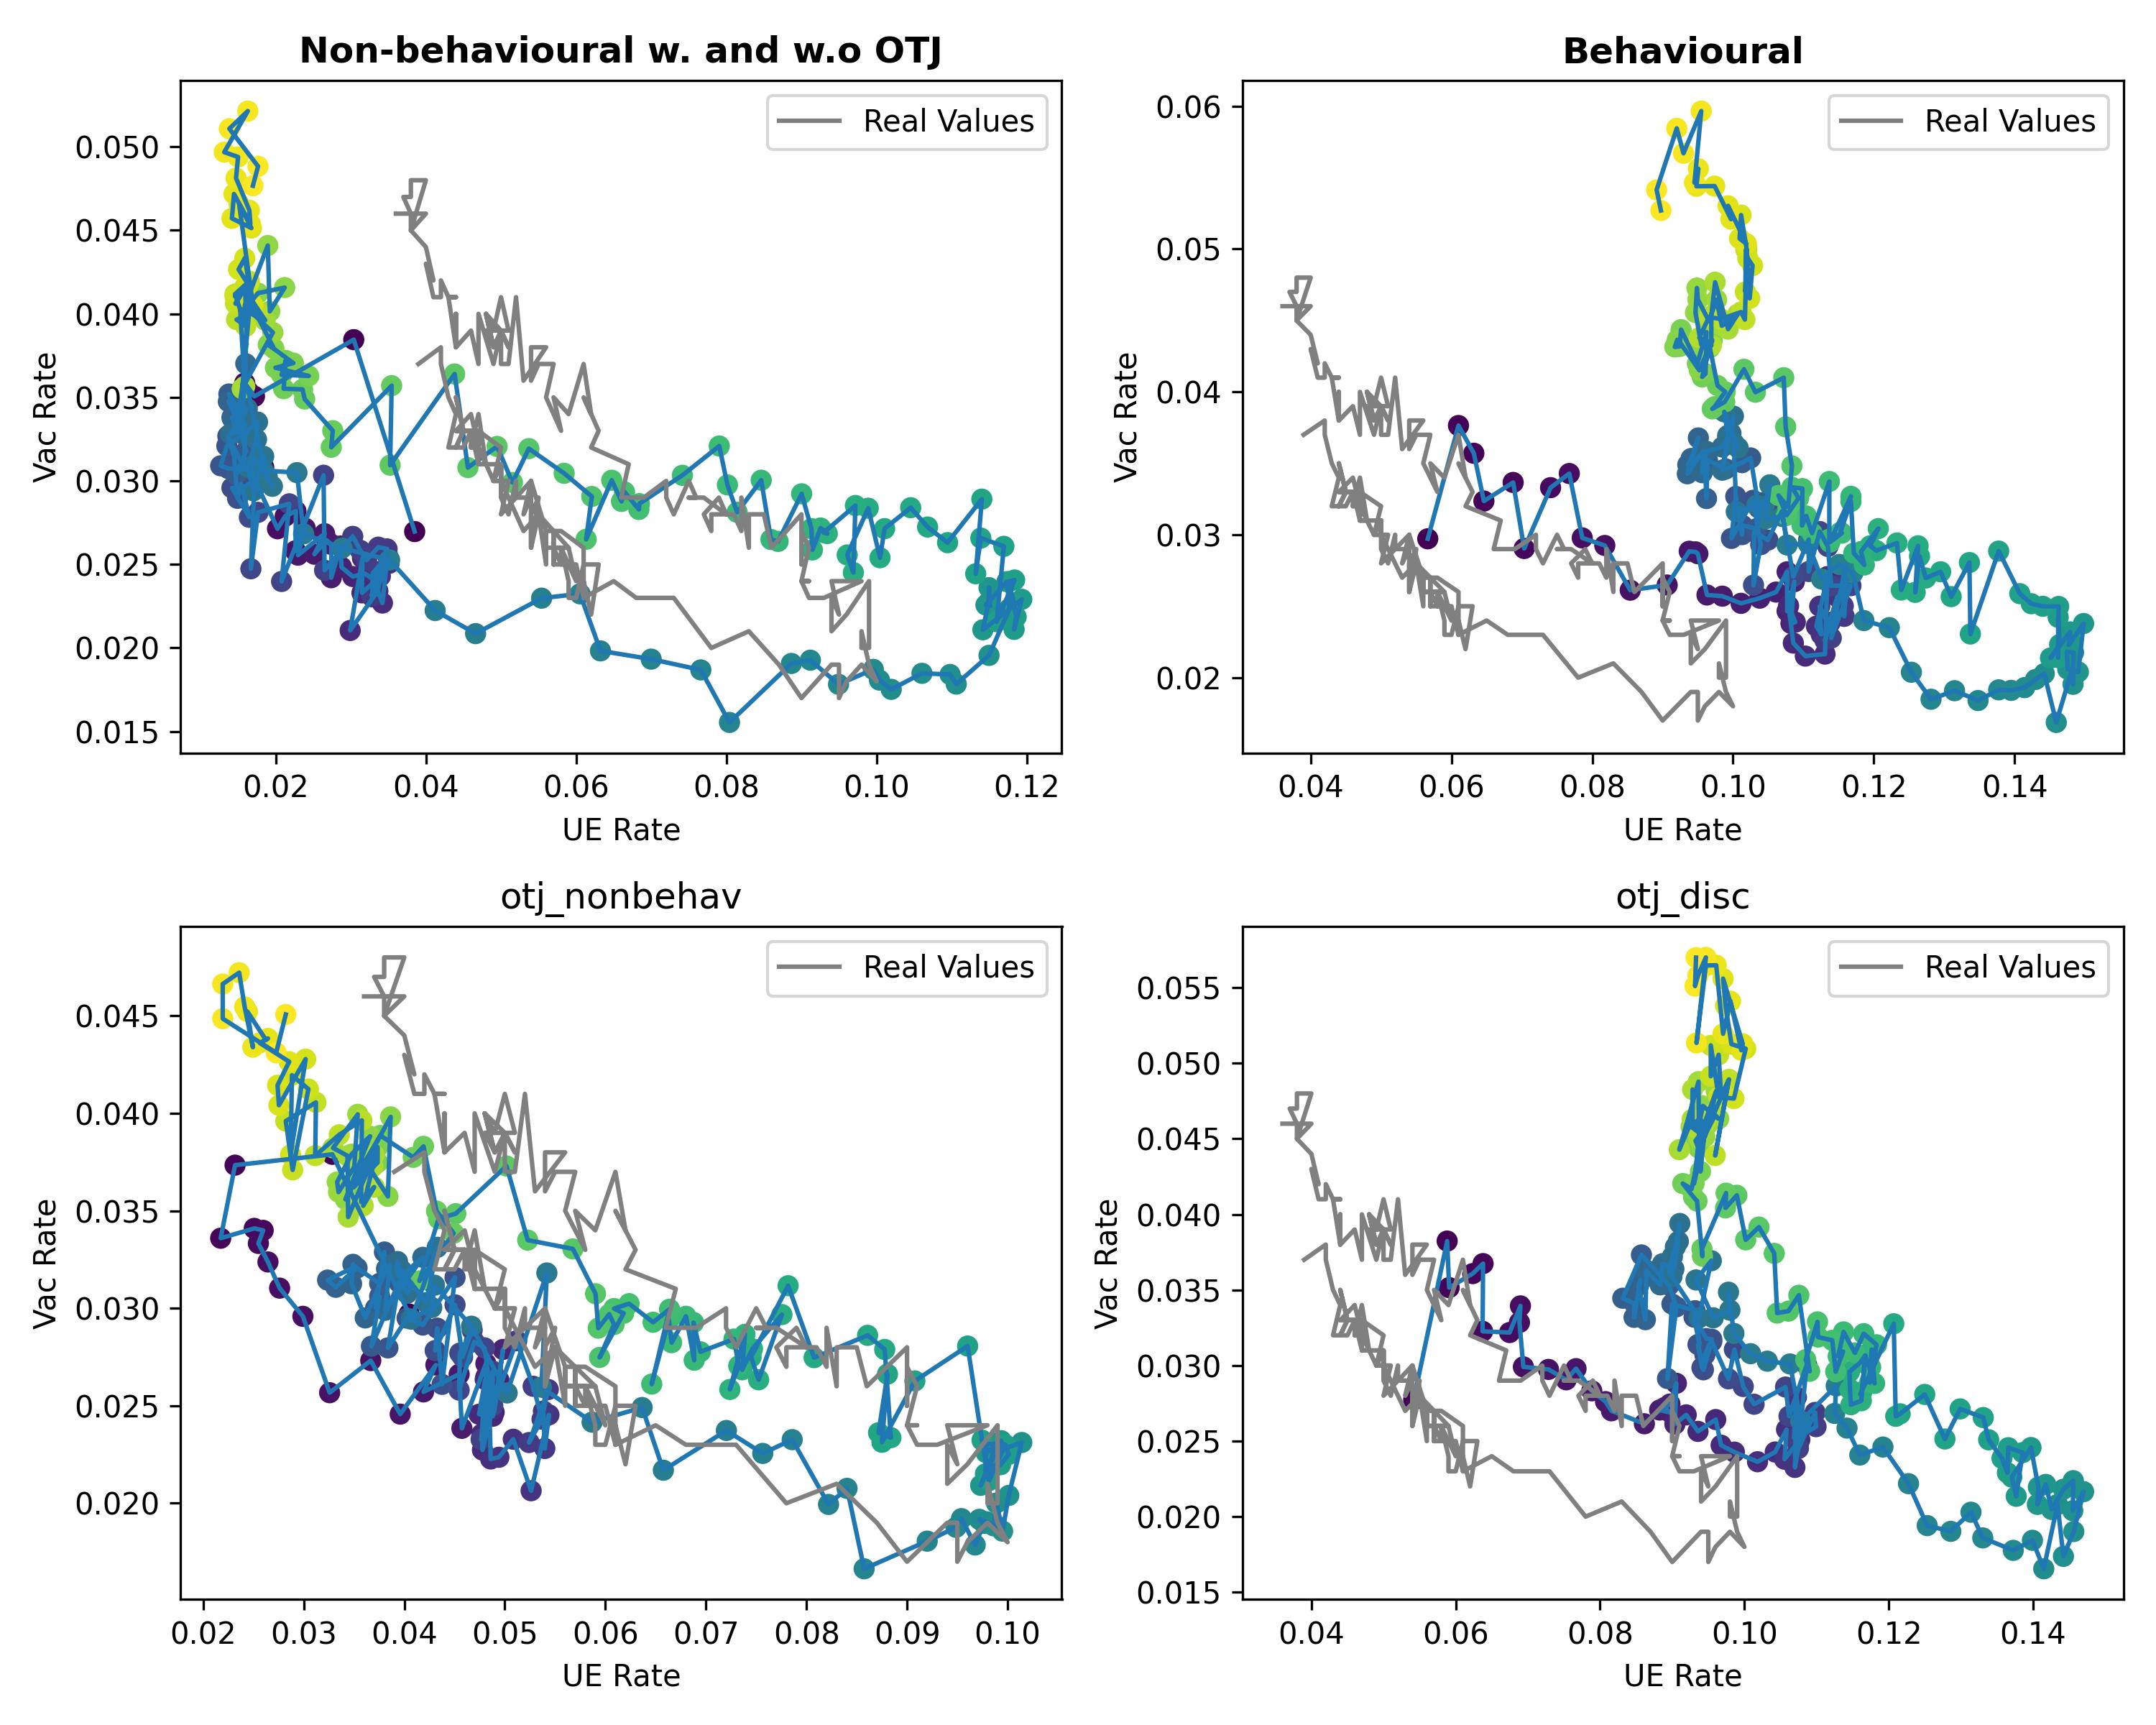 Non-behavioural w. and w.o OTJ
Real Values
0.050
0.045
0.040
0.035
0.030
0.025
0.020
0.015
Vac Rate
0.02 0.04 0.06 0.08 0.10 0.12
UE Rate
Behavioural
Real Values
0.06
0.05
0.04
0.03
0.02
Vac Rate
0.04 0.06 0.08 0.10 0.12 0.14
UE Rate
otj_nonbehav
Real Values
0.045
0.040
0.035
0.030
0.025
0.020
Vac Rate
0.02 0.03 0.04 0.05 0.06 0.07 0.08 0.09 0.10
UE Rate
otj_disc
Real Values
0.055
0.050
0.045
0.040
0.035
0.030
0.025
0.020
0.015
Vac Rate
0.04 0.06 0.08 0.10 0.12 0.14
UE Rate